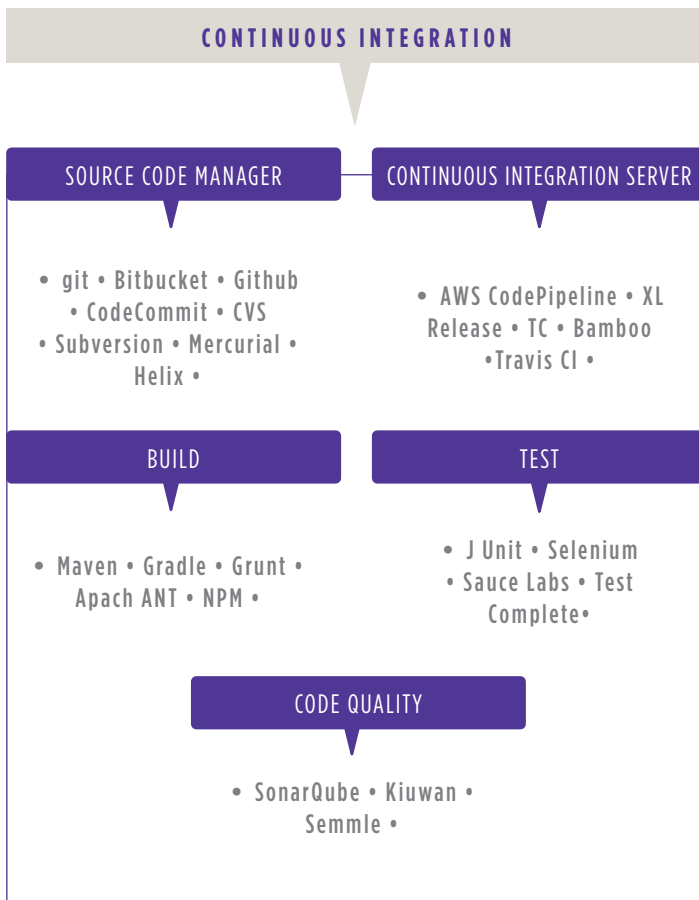 CONTINUOUS INTEGRATION
SOURCE CODE MANAGER
• git • Bitbucket • Github
• CodeCommit • CVS
• Subversion • Mercurial •
Helix •
CONTINUOUS INTEGRATION SERVER
• AWS CodePipeline • XL
Release • TC • Bamboo
•Travis CI •
BUILD
• Maven • Gradle • Grunt •
Apach ANT • NPM •
TEST
• J Unit • Selenium
• Sauce Labs • Test
Complete•
CODE QUALITY
• SonarQube • Kiuwan •
Semmle •